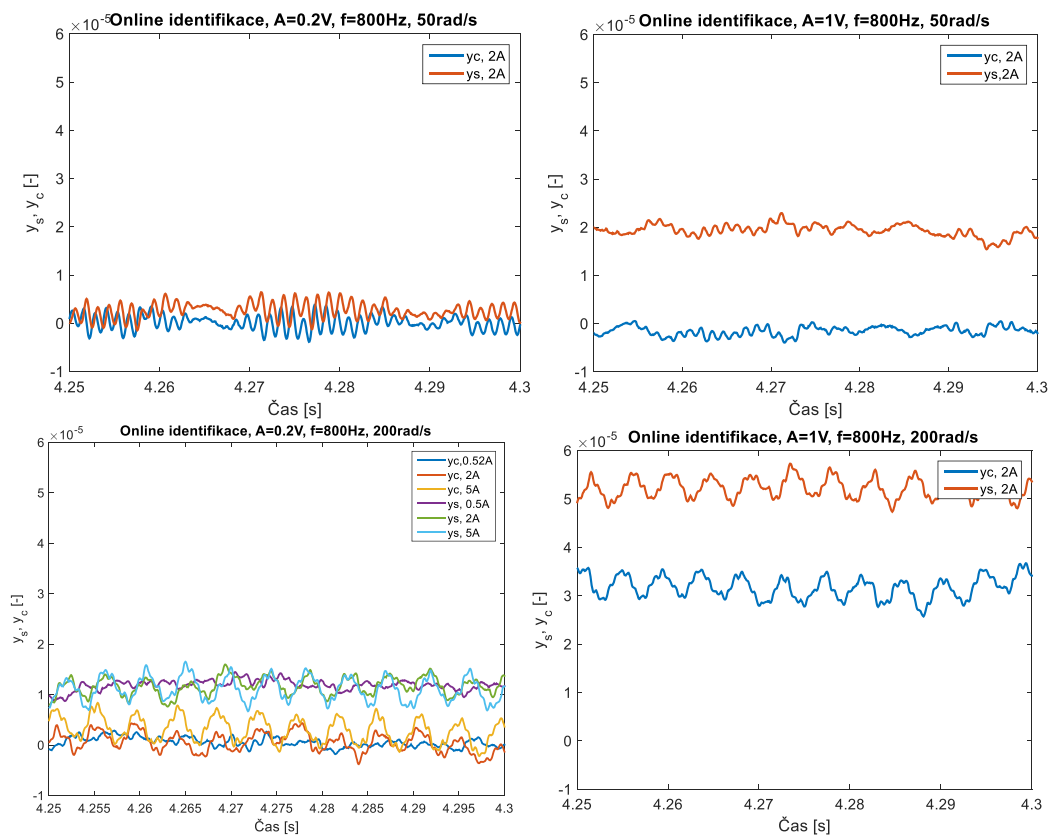 Online identifikace, A=0.2V, f=800Hz, 50rad/s
×10⁻⁵
6
5
4
3
2
1
0
-1
y_s, y_c [-]
4.25 4.26 4.27 4.28 4.29 4.3
Čas [s]
yc, 2A
ys, 2A
Online identifikace, A=1V, f=800Hz, 50rad/s
×10⁻⁵
6
5
4
3
2
1
0
-1
y_s, y_c [-]
4.25 4.26 4.27 4.28 4.29 4.3
Čas [s]
yc, 2A
ys,2A
Online identifikace, A=0.2V, f=800Hz, 200rad/s
×10⁻⁵
6
5
4
3
2
1
0
-1
y_s, y_c [-]
4.25 4.255 4.26 4.265 4.27 4.275 4.28 4.285 4.29 4.295 4.3
Čas [s]
yc,0.52A
yc, 2A
yc, 5A
ys, 0.5A
ys, 2A
ys, 5A
Online identifikace, A=1V, f=800Hz, 200rad/s
×10⁻⁵
6
5
4
3
2
1
0
-1
y_s, y_c [-]
4.25 4.26 4.27 4.28 4.29 4.3
Čas [s]
yc, 2A
ys, 2A